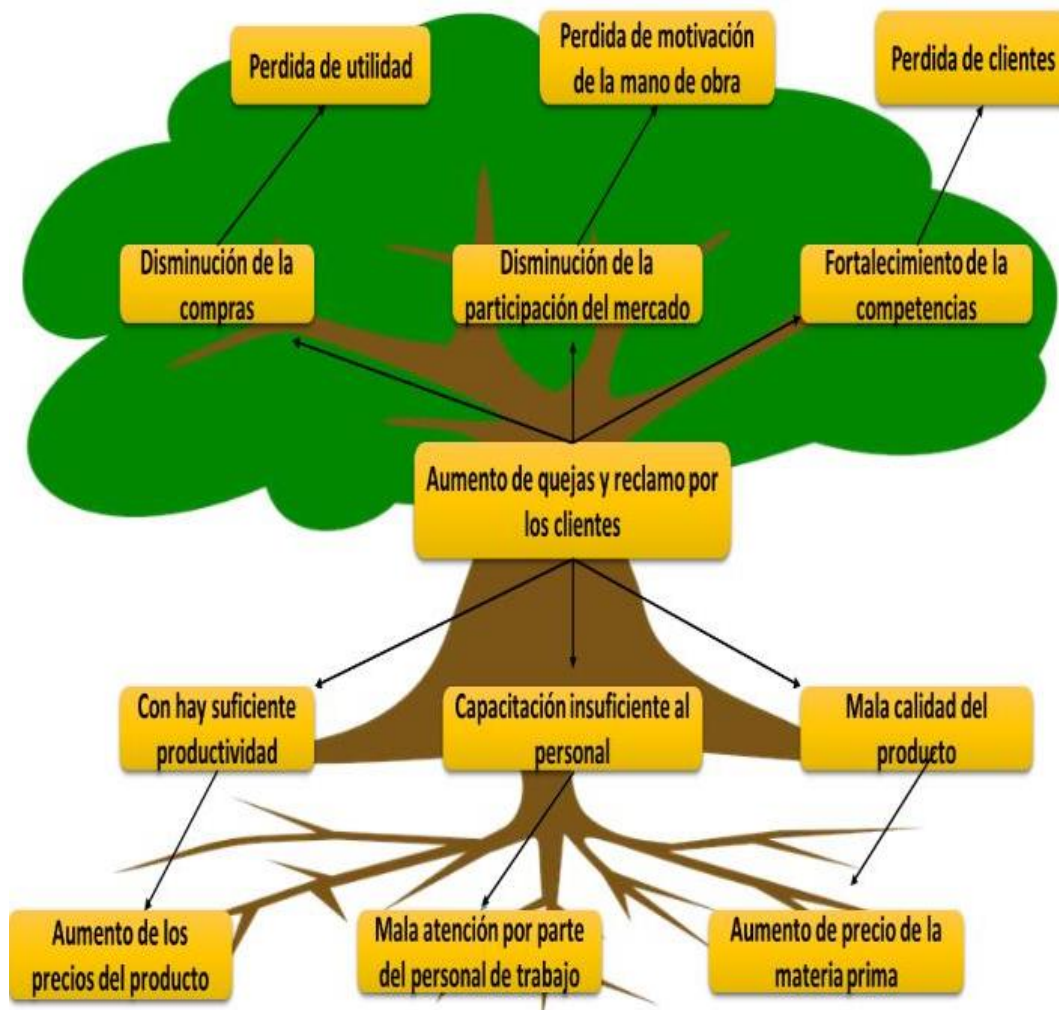 Perdida de utilidad
Perdida de motivación
de la mano de obra
Perdida de clientes
Disminución de la
compras
Disminución de la
participación del mercado
Fortalecimiento de la
competencias
Aumento de quejas y reclamo por
los clientes
Con hay suficiente
productividad
Capacitación insuficiente al
personal
Mala calidad del
producto
Aumento de los
precios del producto
Mala atención por parte
del personal de trabajo
Aumento de precio de la
materia prima